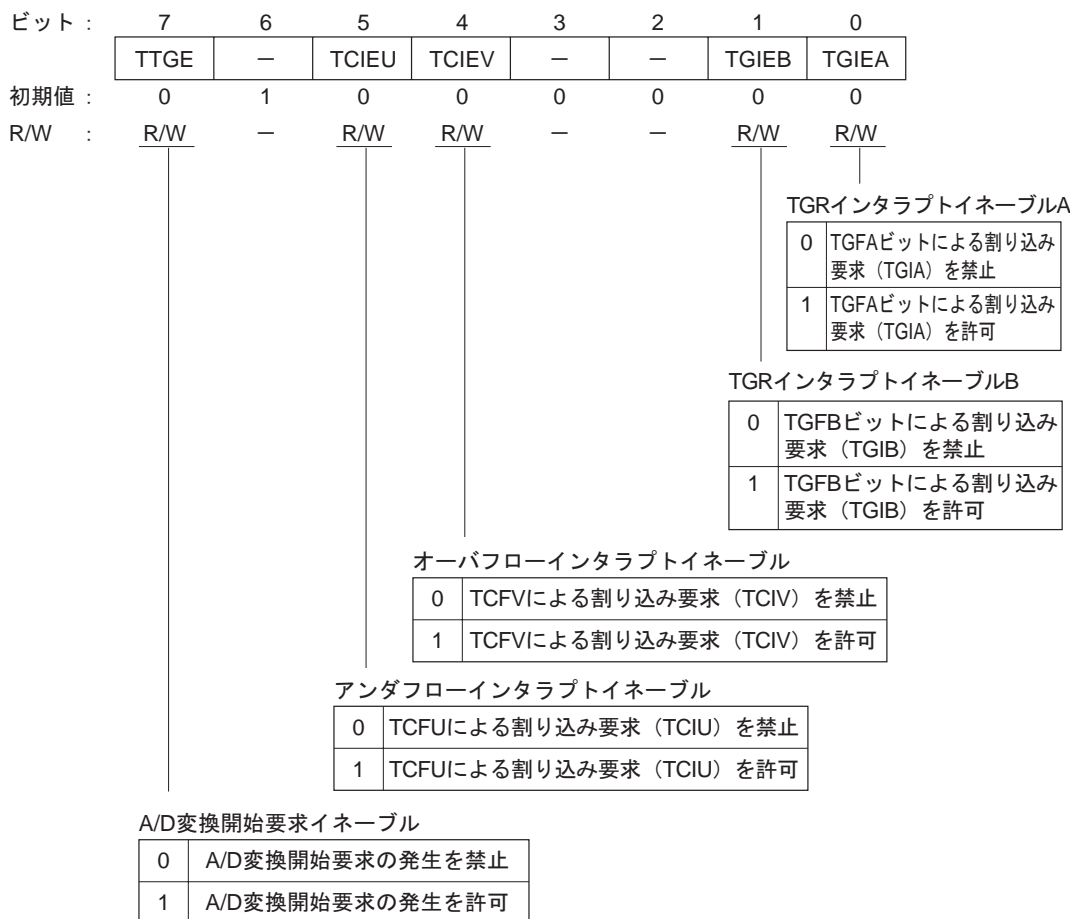 ビット : 7 6 5 4 3 2 1 0
TTGE － TCIEU TCIEV － － TGIEB TGIEA
初期値 : 0 1 0 0 0 0 0 0
R/W : R/W － R/W R/W － － R/W R/W
TGRインタラプトイネーブルA
0 TGFAビットによる割り込み
要求（TGIA）を禁止
1 TGFAビットによる割り込み
要求（TGIA）を許可
TGRインタラプトイネーブルB
0 TGFBビットによる割り込み
要求（TGIB）を禁止
1 TGFBビットによる割り込み
要求（TGIB）を許可
オーバフローインタラプトイネーブル
0 TCFVによる割り込み要求（TCIV）を禁止
1 TCFVによる割り込み要求（TCIV）を許可
アンダフローインタラプトイネーブル
0 TCFUによる割り込み要求（TCIU）を禁止
1 TCFUによる割り込み要求（TCIU）を許可
A/D変換開始要求イネーブル
0 A/D変換開始要求の発生を禁止
1 A/D変換開始要求の発生を許可